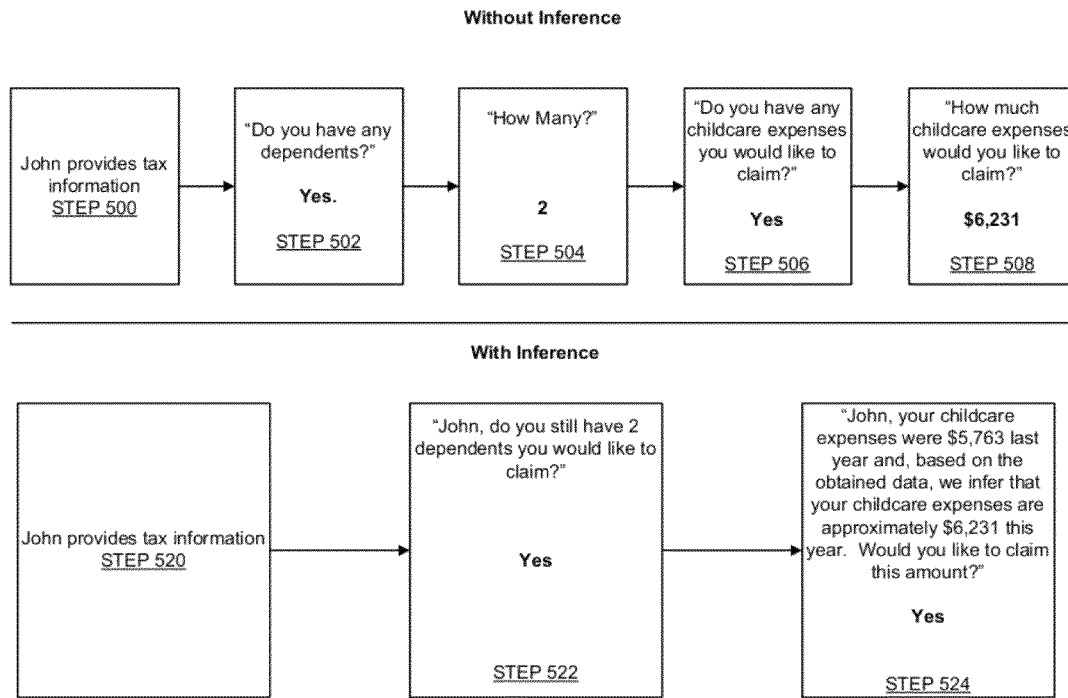 Without Inference
John provides tax
information
STEP 500
“Do you have any
dependents?”
Yes.
STEP 502
“How Many?”
2
STEP 504
“Do you have any
childcare expenses
you would like to
claim?”
Yes
STEP 506
“How much
childcare expenses
would you like to
claim?”
$6,231
STEP 508
With Inference
John provides tax information
STEP 520
“John, do you still have 2
dependents you would like to
claim?”
Yes
STEP 522
“John, your childcare
expenses were $5,763 last
year and, based on the
obtained data, we infer that
your childcare expenses are
approximately $6,231 this
year.  Would you like to claim
this amount?”
Yes
STEP 524